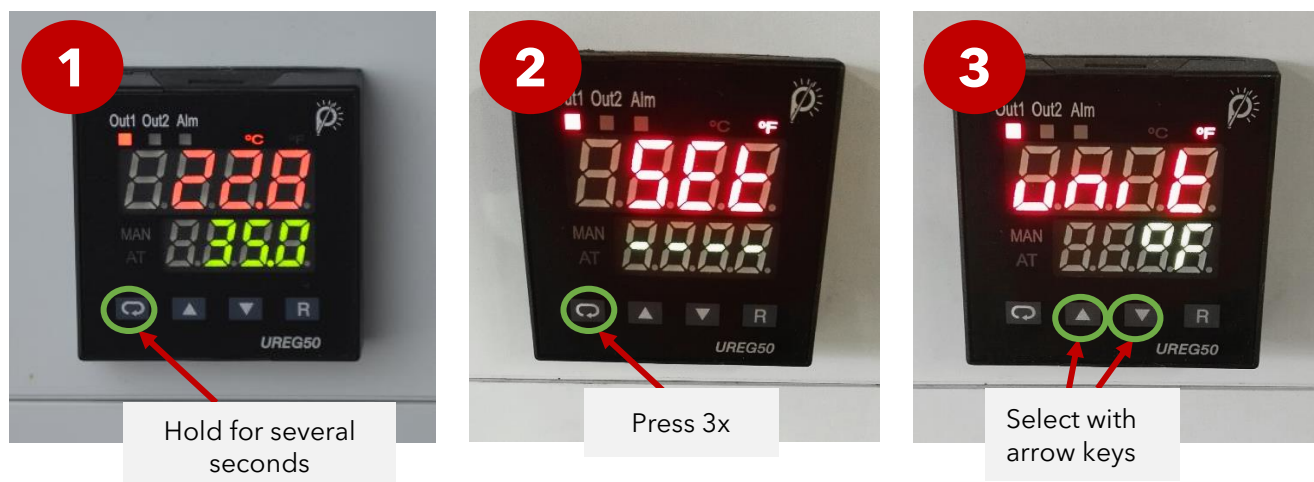 1
Out1 Out2 Alm
°C °F
22.8
MAN
35.0
AT
▲ ▼ R
UREG50
Hold for several
seconds
2
Out1 Out2 Alm
°C °F
SEt
MAN
----
AT
▲ ▼ R
UREG50
Press 3x
3
Out1 Out2 Alm
°C °F
unit
MAN
°F
AT
▲ ▼ R
UREG50
Select with
arrow keys